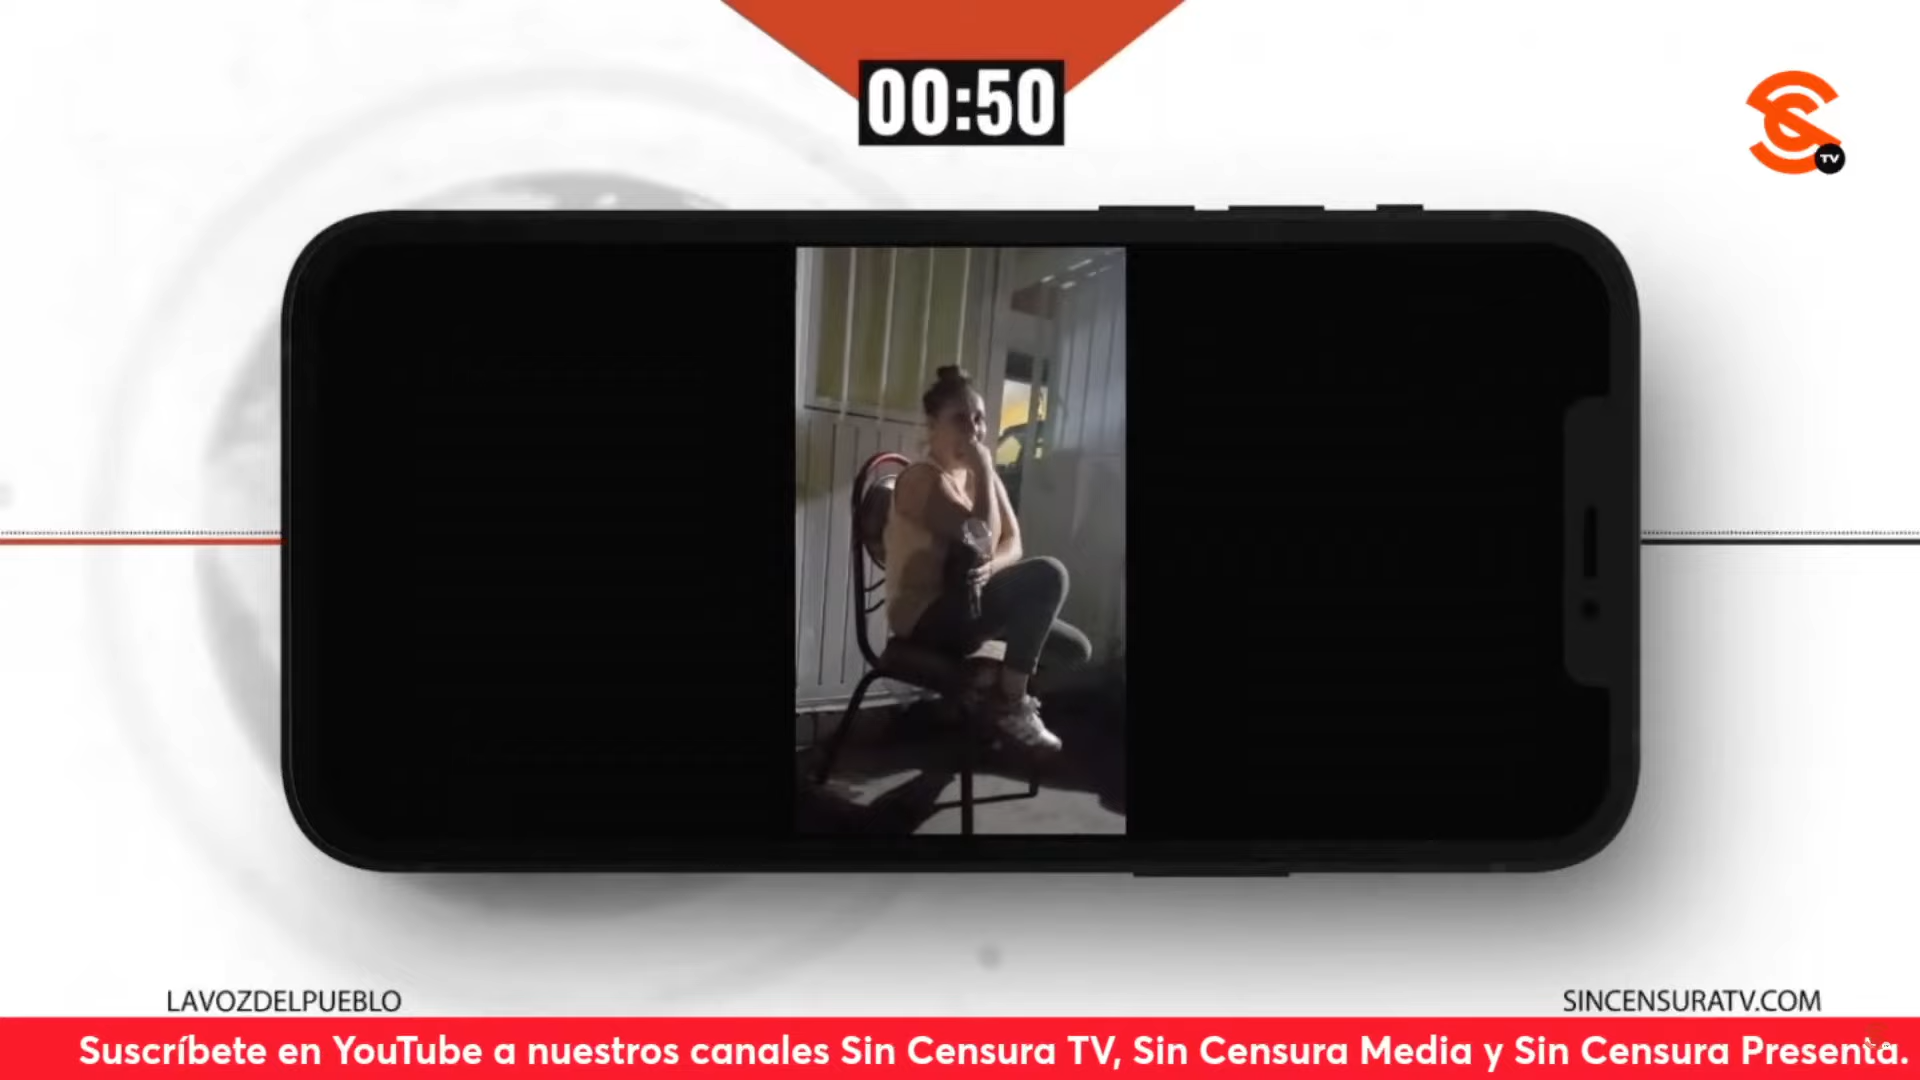 00:50
TV
LAVOZDELPUEBLO
SINCENSURATV.COM
Suscríbete en YouTube a nuestros canales Sin Censura TV, Sin Censura Media y Sin Censura Presenta.